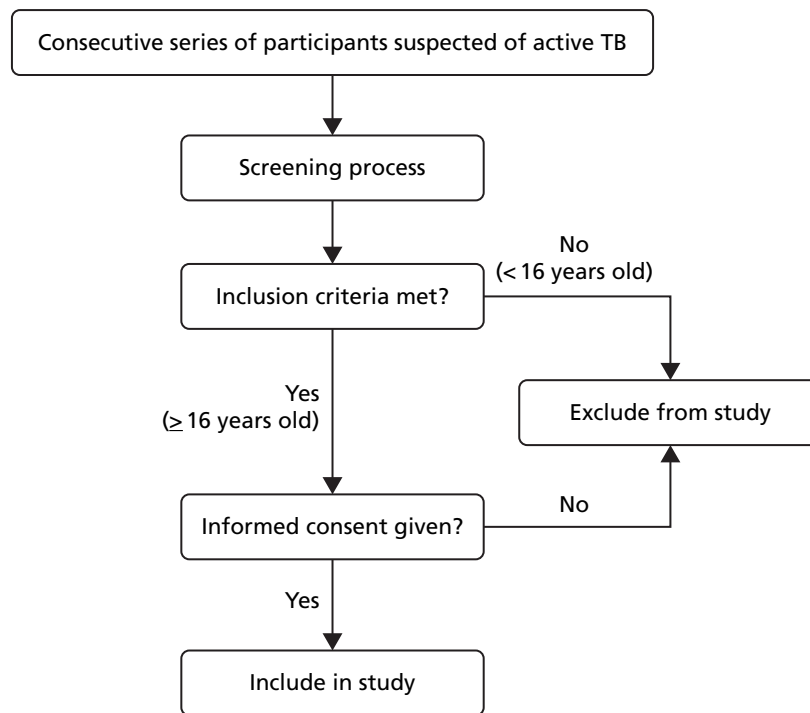 Consecutive series of participants suspected of active TB
Screening process
No
(< 16 years old)
Inclusion criteria met?
Yes
(≥ 16 years old)
Exclude from study
Informed consent given?
No
Yes
Include in study